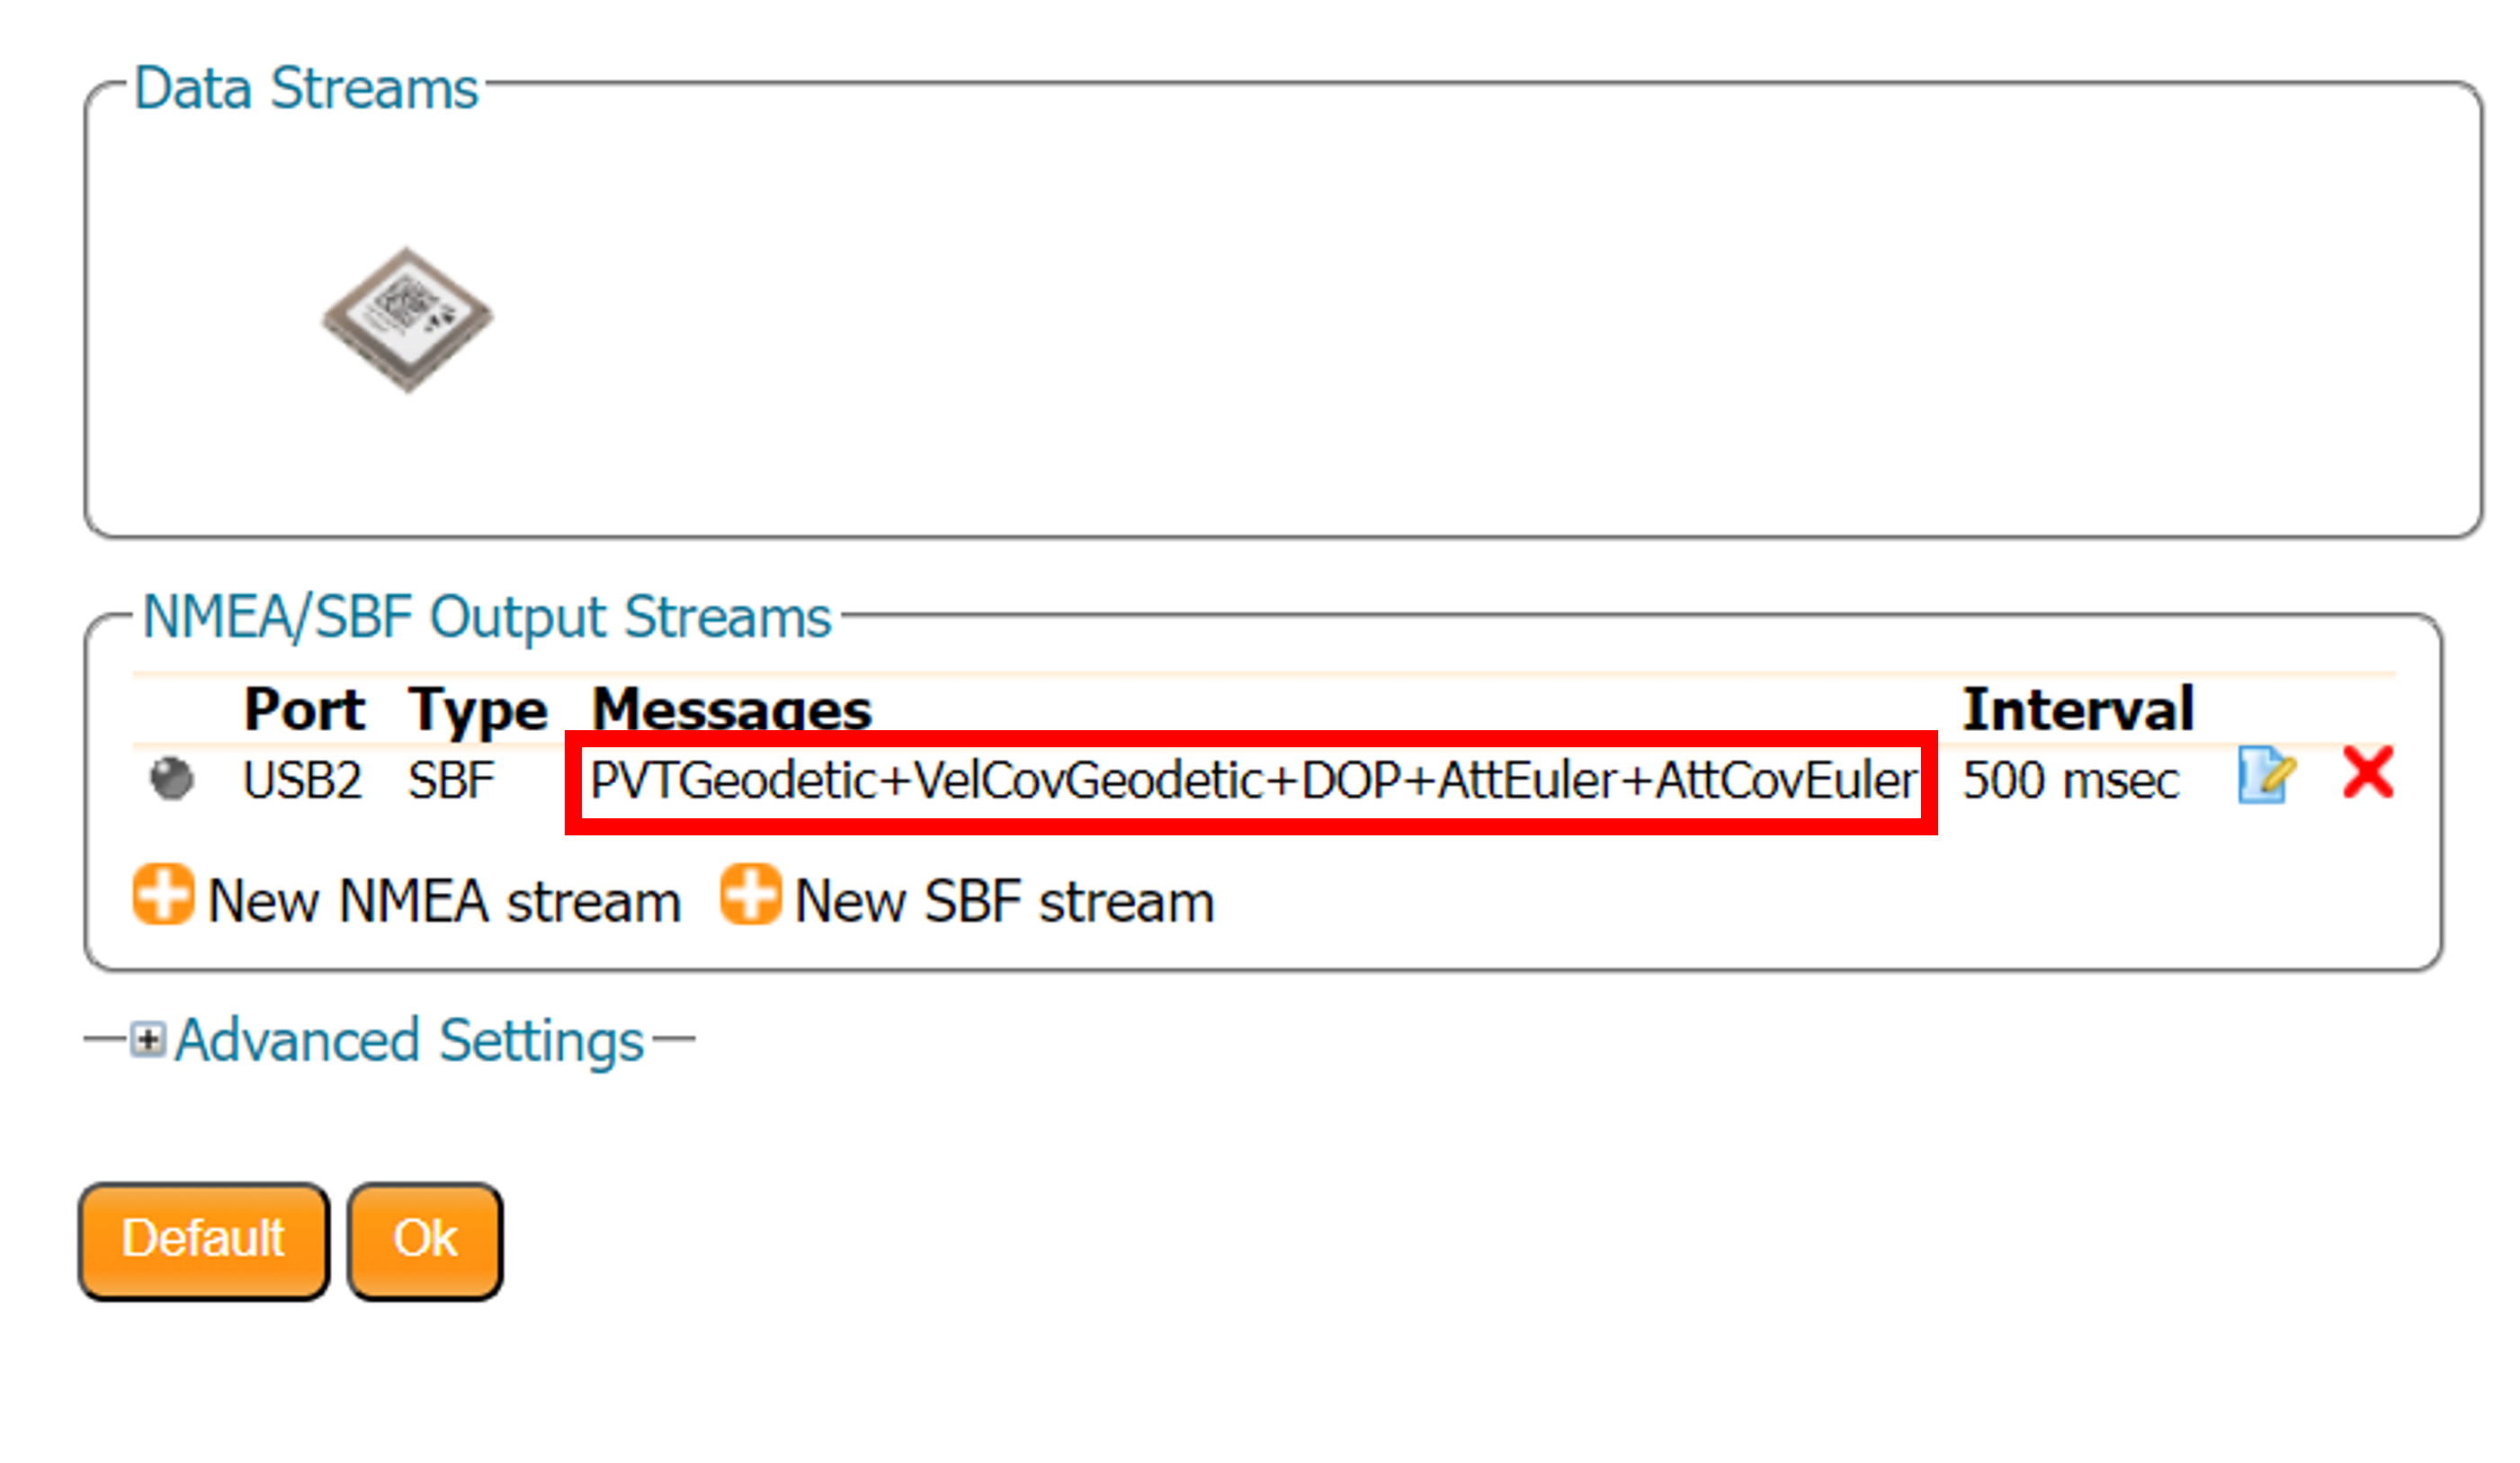 Data Streams
NMEA/SBF Output Streams
Port Type Messages Interval
USB2 SBF PVTGeodetic+VelCovGeodetic+DOP+AttEuler+AttCovEuler 500 msec
New NMEA stream New SBF stream
Advanced Settings
Default Ok